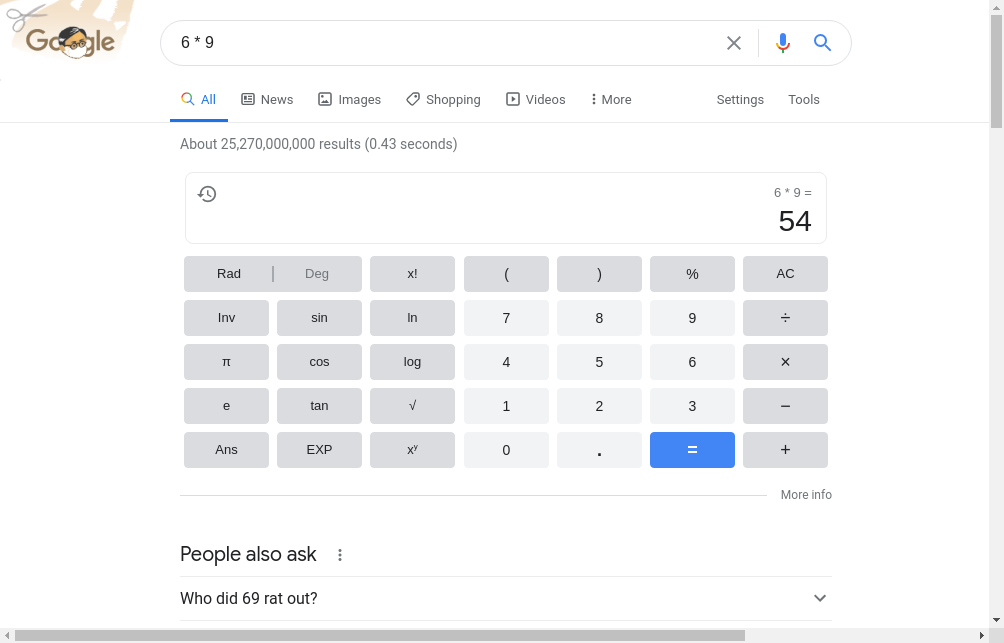 Google
6 * 9
All News Images Shopping Videos More Settings Tools
About 25,270,000,000 results (0.43 seconds)
6 * 9 =
54
Rad | Deg x! ( ) % AC
Inv sin ln 7 8 9 ÷
π cos log 4 5 6 ×
e tan √ 1 2 3 −
Ans EXP xʸ 0 . = +
More info
People also ask
Who did 69 rat out?